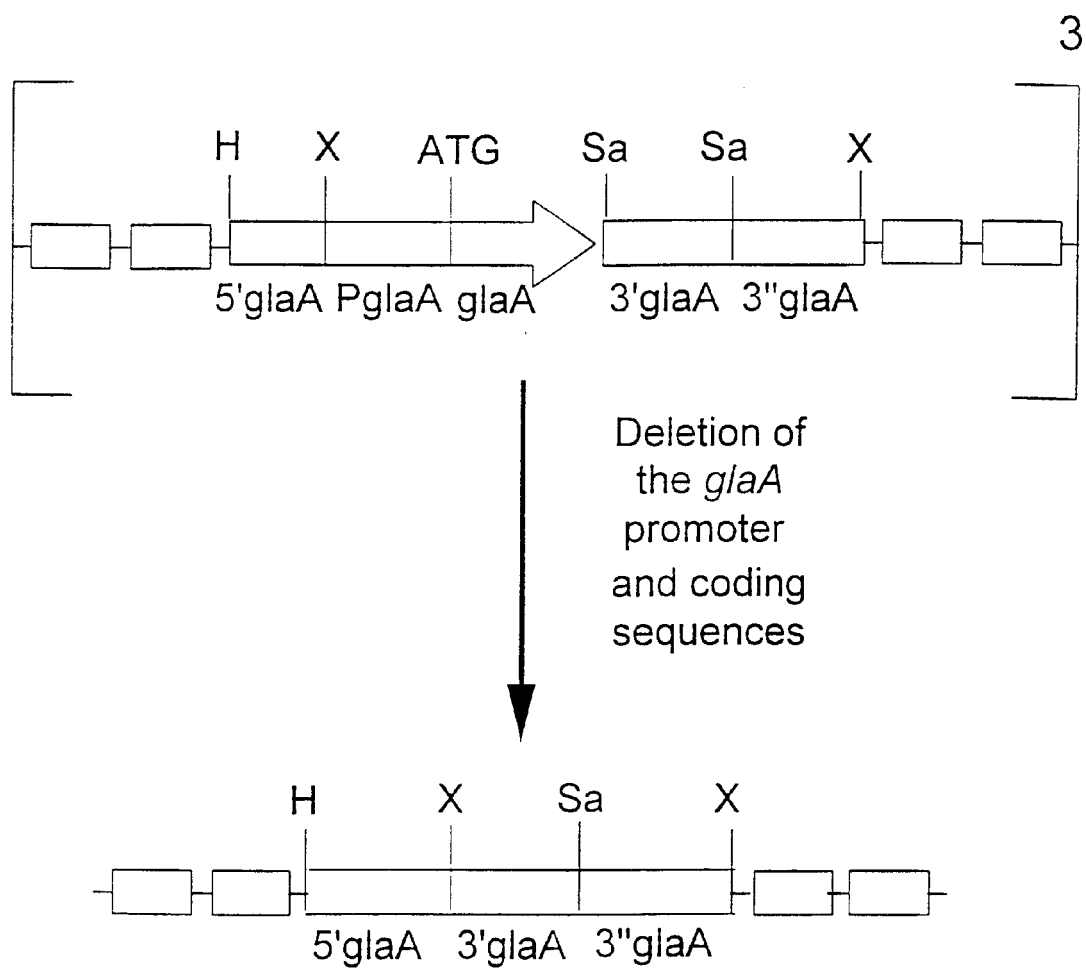 3
H X ATG Sa Sa X
5'glaA PglaA glaA 3'glaA 3"glaA
Deletion of
the glaA
promoter
and coding
sequences
H X Sa X
5'glaA 3'glaA 3"glaA